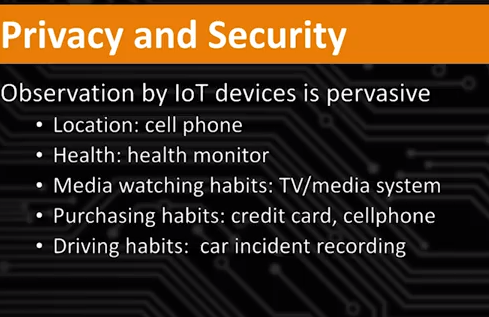 Privacy and Security
Observation by IoT devices is pervasive
• Location: cell phone
• Health: health monitor
• Media watching habits: TV/media system
• Purchasing habits: credit card, cellphone
• Driving habits:  car incident recording